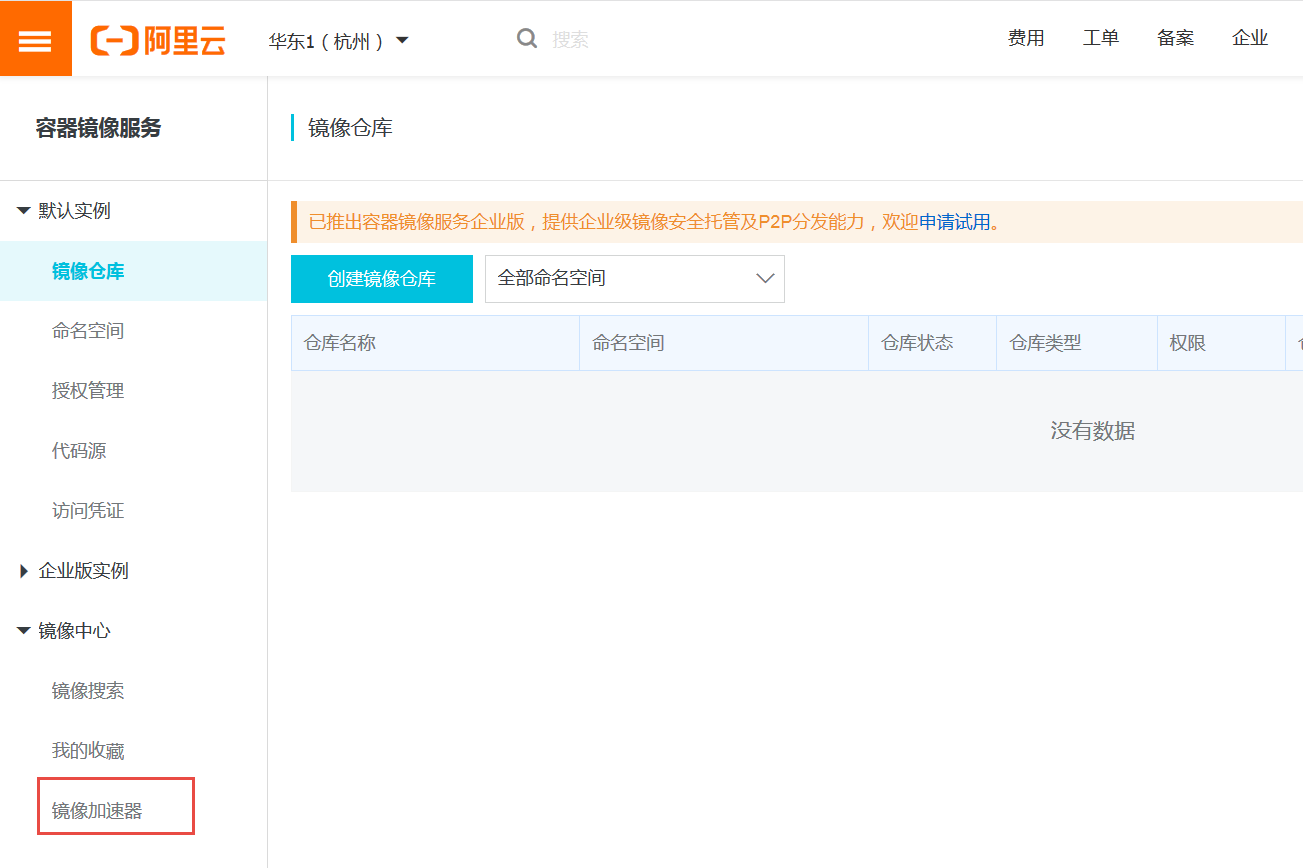 阿里云
华东1（杭州）
搜索
费用
工单
备案
企业
容器镜像服务
默认实例
镜像仓库
命名空间
授权管理
代码源
访问凭证
企业版实例
镜像中心
镜像搜索
我的收藏
镜像加速器
镜像仓库
已推出容器镜像服务企业版，提供企业级镜像安全托管及P2P分发能力，欢迎申请试用。
创建镜像仓库
全部命名空间
仓库名称
命名空间
仓库状态
仓库类型
权限
没有数据